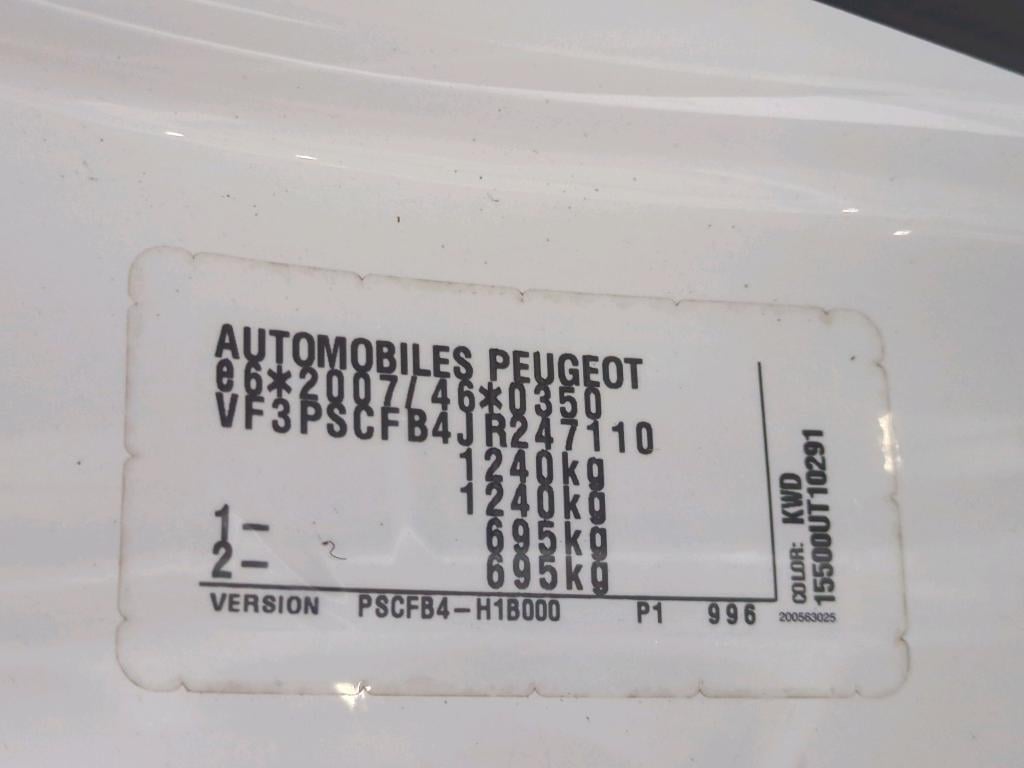 AUTOMOBILES PEUGEOT
e6*2007/46*0350
VF3PSCFB4JR247110
1240kg
1240kg
1- 695kg
2- 695kg
VERSION PSCFB4-H1B000 P1 996
COLOR: KWD
15500UT10291
200563025